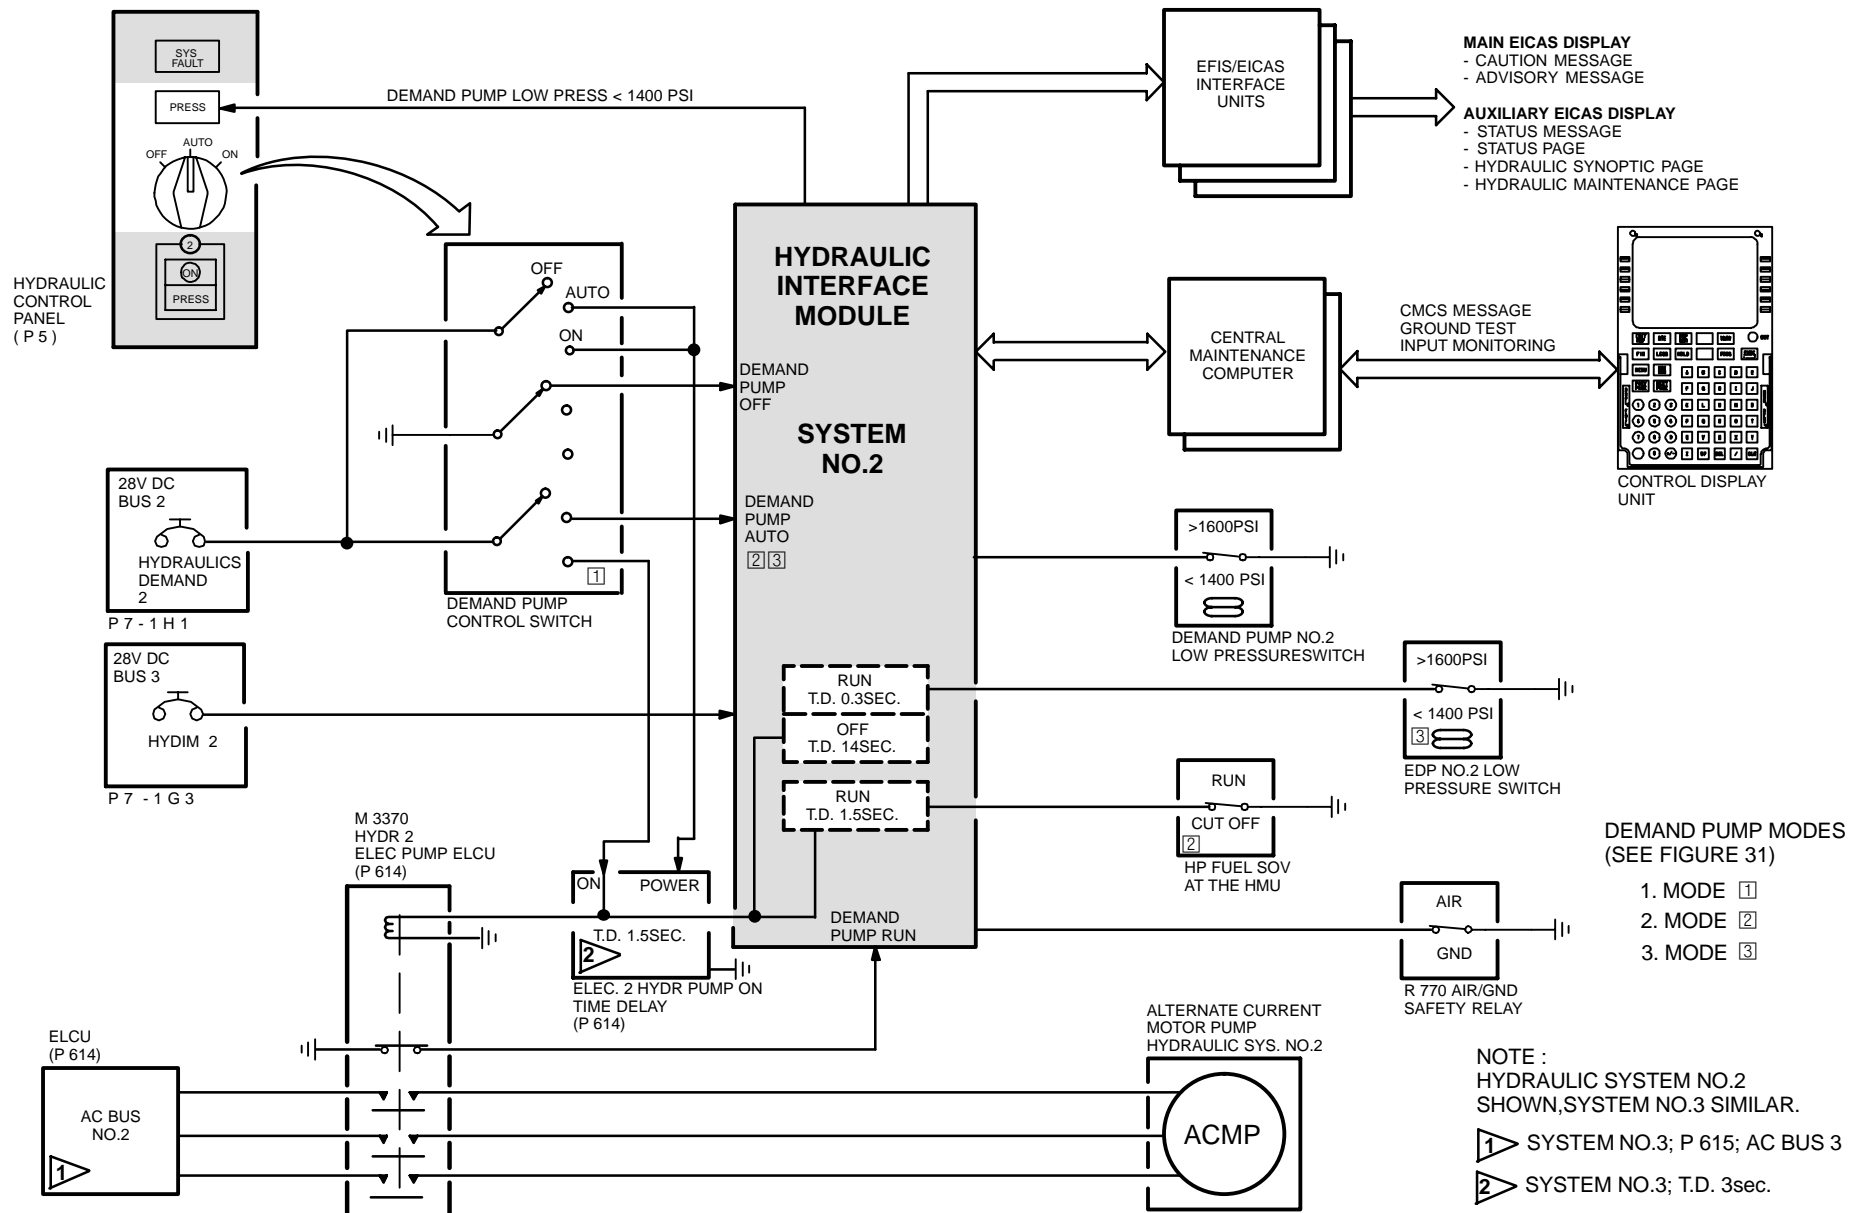 SYS
FAULT
PRESS
OFF
AUTO
ON
2
ON
PRESS
HYDRAULIC
CONTROL
PANEL
( P 5 )
DEMAND PUMP LOW PRESS < 1400 PSI
EFIS/EICAS
INTERFACE
UNITS
MAIN EICAS DISPLAY
- CAUTION MESSAGE
- ADVISORY MESSAGE
AUXILIARY EICAS DISPLAY
- STATUS MESSAGE
- STATUS PAGE
- HYDRAULIC SYNOPTIC PAGE
- HYDRAULIC MAINTENANCE PAGE
HYDRAULIC
INTERFACE
MODULE
SYSTEM
NO.2
OFF
AUTO
ON
1
DEMAND PUMP
CONTROL SWITCH
DEMAND
PUMP
OFF
DEMAND
PUMP
AUTO
2 3
CENTRAL
MAINTENANCE
COMPUTER
CMCS MESSAGE
GROUND TEST
INPUT MONITORING
CONTROL DISPLAY
UNIT
28V DC
BUS 2
HYDRAULICS
DEMAND
2
P 7 - 1 H 1
28V DC
BUS 3
HYDIM 2
P 7 - 1 G 3
>1600PSI
< 1400 PSI
DEMAND PUMP NO.2
LOW PRESSURESWITCH
>1600PSI
< 1400 PSI
3
EDP NO.2 LOW
PRESSURE SWITCH
RUN
T.D. 0.3SEC.
OFF
T.D. 14SEC.
RUN
T.D. 1.5SEC.
RUN
CUT OFF
2
HP FUEL SOV
AT THE HMU
DEMAND PUMP MODES
(SEE FIGURE 31)
1. MODE 1
2. MODE 2
3. MODE 3
M 3370
HYDR 2
ELEC PUMP ELCU
(P 614)
ON
POWER
T.D. 1.5SEC.
2
ELEC. 2 HYDR PUMP ON
TIME DELAY
(P 614)
DEMAND
PUMP RUN
AIR
GND
R 770 AIR/GND
SAFETY RELAY
ELCU
(P 614)
AC BUS
NO.2
1
ALTERNATE CURRENT
MOTOR PUMP
HYDRAULIC SYS. NO.2
ACMP
NOTE :
HYDRAULIC SYSTEM NO.2
SHOWN,SYSTEM NO.3 SIMILAR.
1 SYSTEM NO.3; P 615; AC BUS 3
2 SYSTEM NO.3; T.D. 3sec.